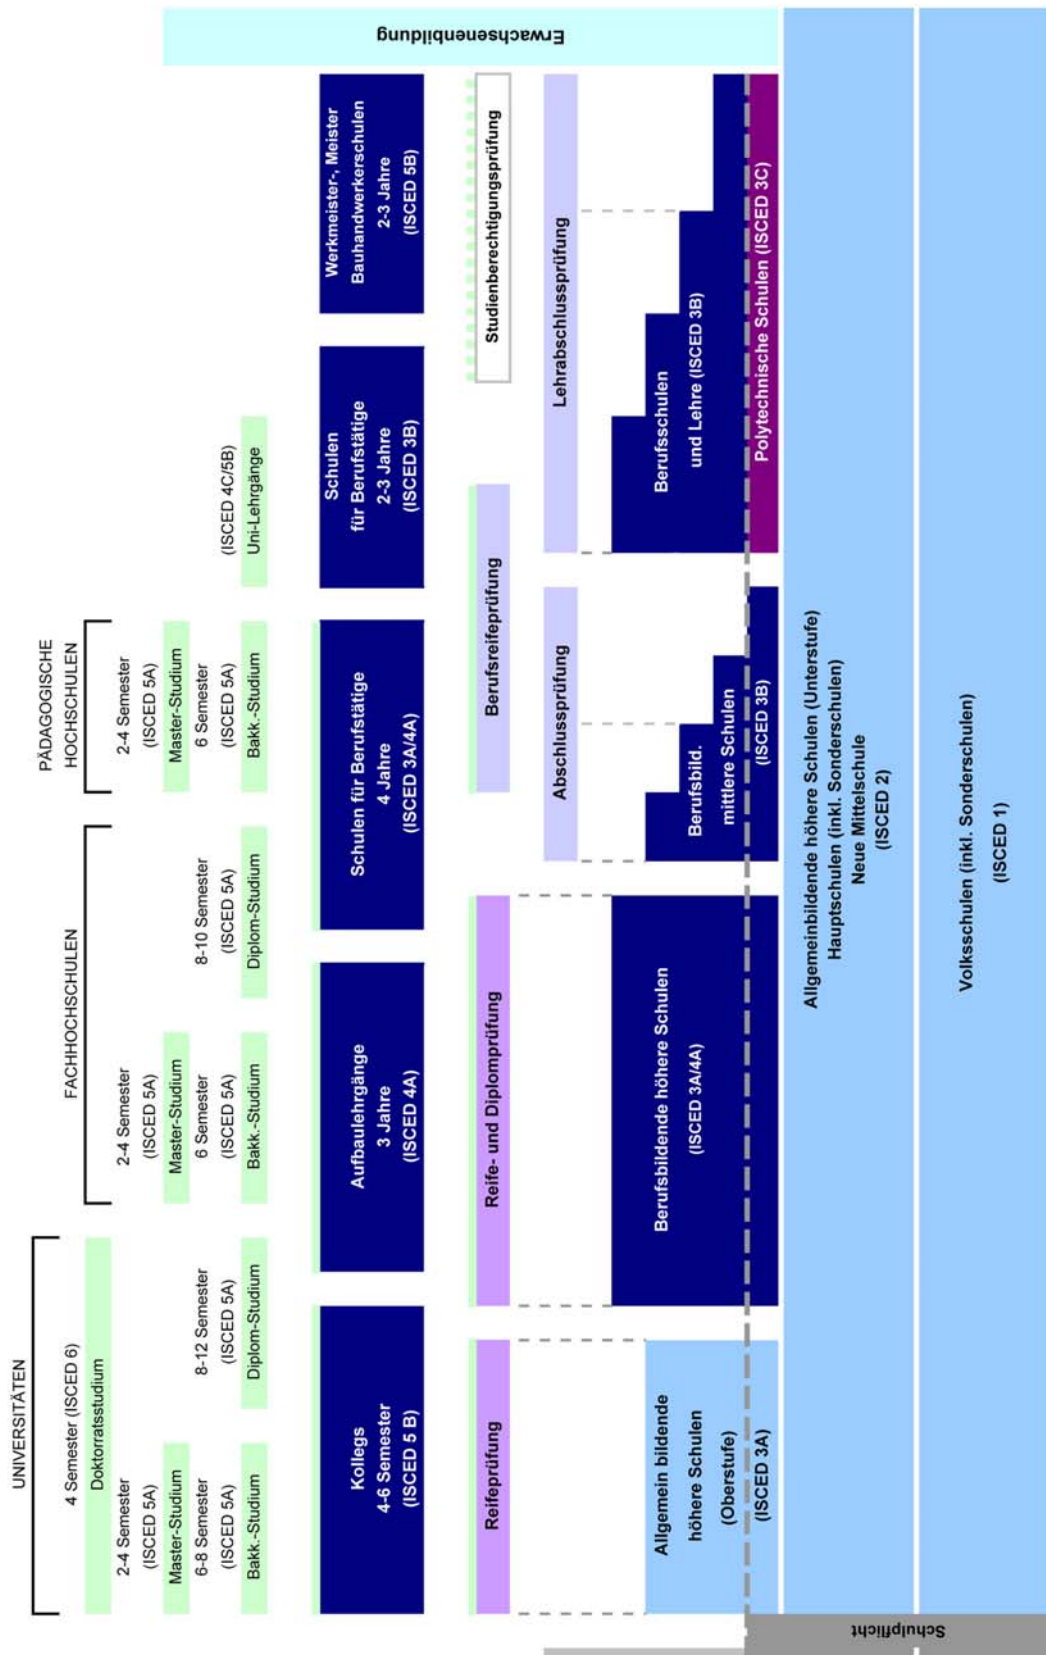 UNIVERSITÄTEN
4 Semester (ISCED 6)
Doktorratsstudium
2-4 Semester
(ISCED 5A)
Master-Studium
6-8 Semester
(ISCED 5A)
Bakk.-Studium
8-12 Semester
(ISCED 5A)
Diplom-Studium
FACHHOCHSCHULEN
2-4 Semester
(ISCED 5A)
Master-Studium
6 Semester
(ISCED 5A)
Bakk.-Studium
8-10 Semester
(ISCED 5A)
Diplom-Studium
PÄDAGOGISCHE
HOCHSCHULEN
2-4 Semester
(ISCED 5A)
Master-Studium
6 Semester
(ISCED 5A)
Bakk.-Studium
(ISCED 4C/5B)
Uni-Lehrgänge
Kollegs
4-6 Semester
(ISCED 5 B)
Aufbaulehrgänge
3 Jahre
(ISCED 4A)
Schulen für Berufstätige
4 Jahre
(ISCED 3A/4A)
Schulen
für Berufstätige
2-3 Jahre
(ISCED 3B)
Werkmeister-, Meister
Bauhandwerkerschulen
2-3 Jahre
(ISCED 5B)
Erwachsenenbildung
Reifeprüfung
Reife- und Diplomprüfung
Berufsreifeprüfung
Studienberechtigungsprüfung
Abschlussprüfung
Lehrabschlussprüfung
Allgemein bildende
höhere Schulen
(Oberstufe)
(ISCED 3A)
Berufsbildende höhere Schulen
(ISCED 3A/4A)
Berufsbild.
mittlere Schulen
(ISCED 3B)
Berufsschulen
und Lehre (ISCED 3B)
Polytechnische Schulen (ISCED 3C)
Allgemeinbildende höhere Schulen (Unterstufe)
Hauptschulen (inkl. Sonderschulen)
Neue Mittelschule
(ISCED 2)
Volksschulen (inkl. Sonderschulen)
(ISCED 1)
Schulpflicht